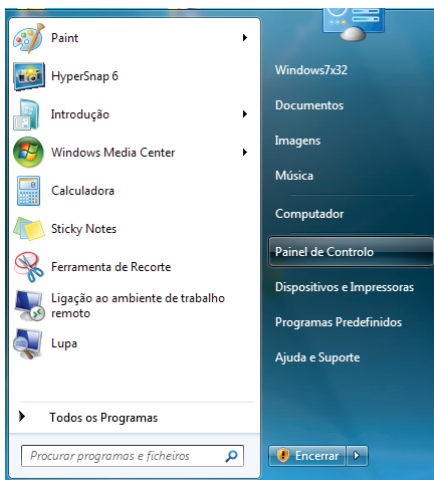 Paint
HyperSnap 6
Introdução
Windows Media Center
Calculadora
Sticky Notes
Ferramenta de Recorte
Ligação ao ambiente de trabalho
remoto
Lupa
Todos os Programas
Procurar programas e ficheiros
Windows7x32
Documentos
Imagens
Música
Computador
Painel de Controlo
Dispositivos e Impressoras
Programas Predefinidos
Ajuda e Suporte
Encerrar